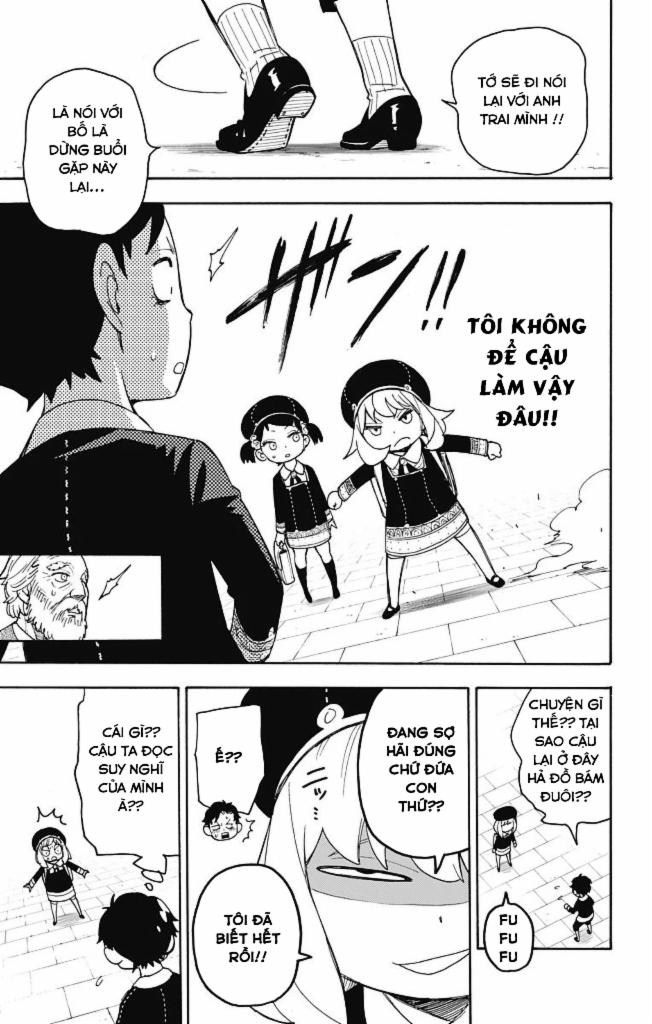 TỚ SẼ ĐI NÓI
LẠI VỚI ANH
TRAI MÌNH !!
LÀ NÓI VỚI
BỐ LÀ
DỪNG BUỔI
GẶP NÀY
LẠI...
ザーン!!
TÔI KHÔNG
ĐỂ CẬU
LÀM VẬY
ĐÂU!!
CHUYỆN GÌ
THẾ?? TẠI
SAO CẬU
LẠI Ở ĐÂY
HẢ ĐỒ BÁM
ĐUÔI??
FU
FU
FU
ĐANG SỢ
HÃI ĐÚNG
CHỨ ĐỨA
CON
THỨ??
Ế??
TÔI ĐÃ
BIẾT HẾT
RỒI!!
CÁI GÌ??
CẬU TA ĐỌC
SUY NGHĨ
CỦA MÌNH
À??